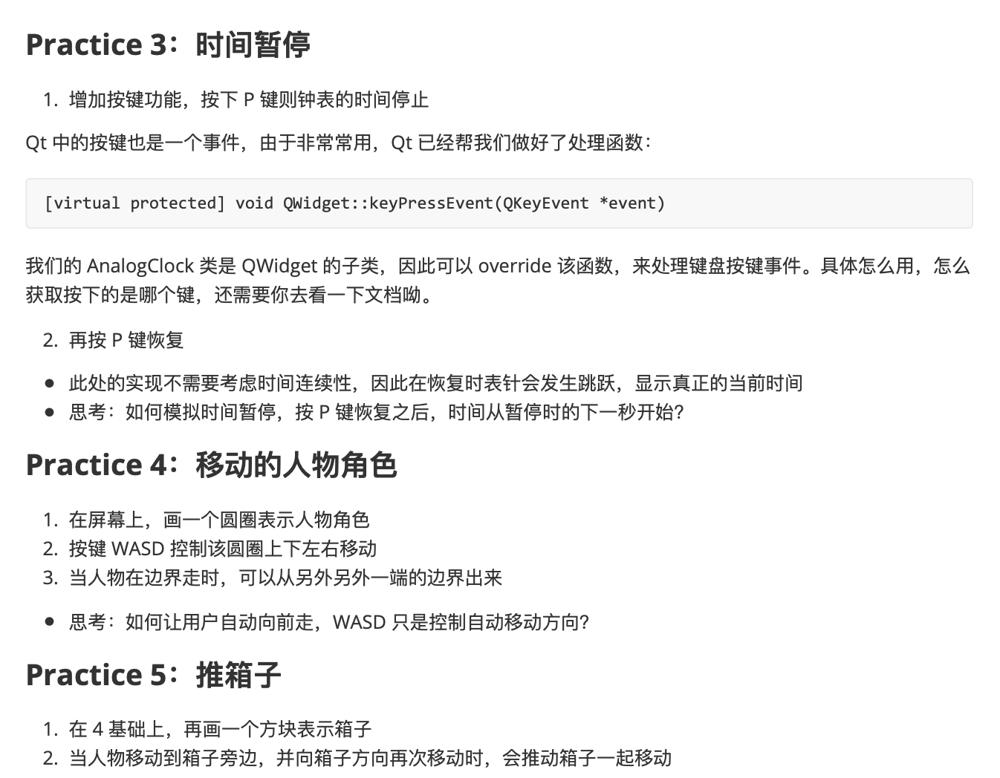 Practice 3：时间暂停
1. 增加按键功能，按下 P 键则钟表的时间停止
Qt 中的按键也是一个事件，由于非常常用，Qt 已经帮我们做好了处理函数：
[virtual protected] void QWidget::keyPressEvent(QKeyEvent *event)
我们的 AnalogClock 类是 QWidget 的子类，因此可以 override 该函数，来处理键盘按键事件。具体怎么用，怎么
获取按下的是哪个键，还需要你去看一下文档呦。
2. 再按 P 键恢复
● 此处的实现不需要考虑时间连续性，因此在恢复时表针会发生跳跃，显示真正的当前时间
● 思考：如何模拟时间暂停，按 P 键恢复之后，时间从暂停时的下一秒开始？
Practice 4：移动的人物角色
1. 在屏幕上，画一个圆圈表示人物角色
2. 按键 WASD 控制该圆圈上下左右移动
3. 当人物在边界走时，可以从另外另外一端的边界出来
● 思考：如何让用户自动向前走，WASD 只是控制自动移动方向？
Practice 5：推箱子
1. 在 4 基础上，再画一个方块表示箱子
2. 当人物移动到箱子旁边，并向箱子方向再次移动时，会推动箱子一起移动